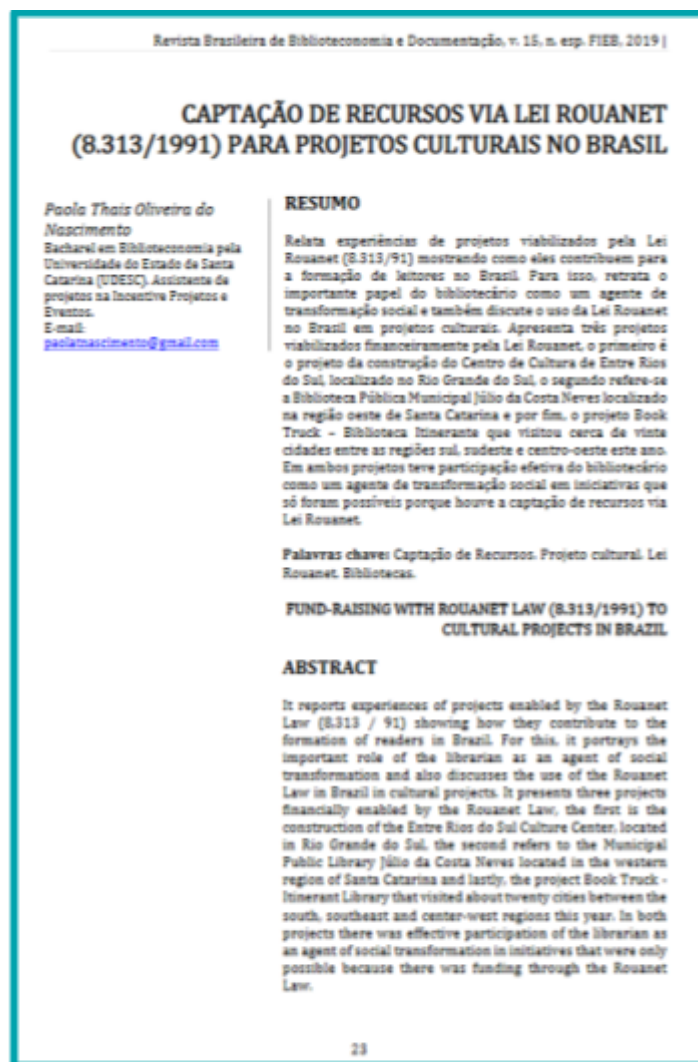 Revista Brasileira de Biblioteconomia e Documentação, v. 15, n. esp. FIEB, 2019 |
CAPTAÇÃO DE RECURSOS VIA LEI ROUANET
(8.313/1991) PARA PROJETOS CULTURAIS NO BRASIL
Paola Thais Oliveira do
Nascimento
Bacharel em Biblioteconomia pela
Universidade do Estado de Santa
Catarina (UDESC). Assistente de
projetos na Incentive Projetos e
Eventos.
E-mail:
paolatnascimento@gmail.com
RESUMO
Relata experiências de projetos viabilizados pela Lei
Rouanet (8.313/91) mostrando como eles contribuem para
a formação de leitores no Brasil. Para isso, retrata o
importante papel do bibliotecário como um agente de
transformação social e também discute o uso da Lei Rouanet
no Brasil em projetos culturais. Apresenta três projetos
viabilizados financeiramente pela Lei Rouanet, o primeiro é
o projeto da construção do Centro de Cultura de Entre Rios
do Sul, localizado no Rio Grande do Sul, o segundo refere-se
a Biblioteca Pública Municipal Júlio da Costa Neves localizado
na região oeste de Santa Catarina e por fim, o projeto Book
Truck – Biblioteca Itinerante que visitou cerca de vinte
cidades entre as regiões sul, sudeste e centro-oeste este ano.
Em ambos projetos teve participação efetiva do bibliotecário
como um agente de transformação social em iniciativas que
só foram possíveis porque houve a captação de recursos via
Lei Rouanet.
Palavras chave: Captação de Recursos. Projeto cultural. Lei
Rouanet. Bibliotecas.
FUND-RAISING WITH ROUANET LAW (8.313/1991) TO
CULTURAL PROJECTS IN BRAZIL
ABSTRACT
It reports experiences of projects enabled by the Rouanet
Law (8.313 / 91) showing how they contribute to the
formation of readers in Brazil. For this, it portrays the
important role of the librarian as an agent of social
transformation and also discusses the use of the Rouanet
Law in Brazil in cultural projects. It presents three projects
financially enabled by the Rouanet Law, the first is the
construction of the Entre Rios do Sul Culture Center, located
in Rio Grande do Sul, the second refers to the Municipal
Public Library Júlio da Costa Neves located in the western
region of Santa Catarina and lastly, the project Book Truck -
Itinerant Library that visited about twenty cities between the
south, southeast and center-west regions this year. In both
projects there was effective participation of the librarian as
an agent of social transformation in initiatives that were only
possible because there was funding through the Rouanet
Law.
23